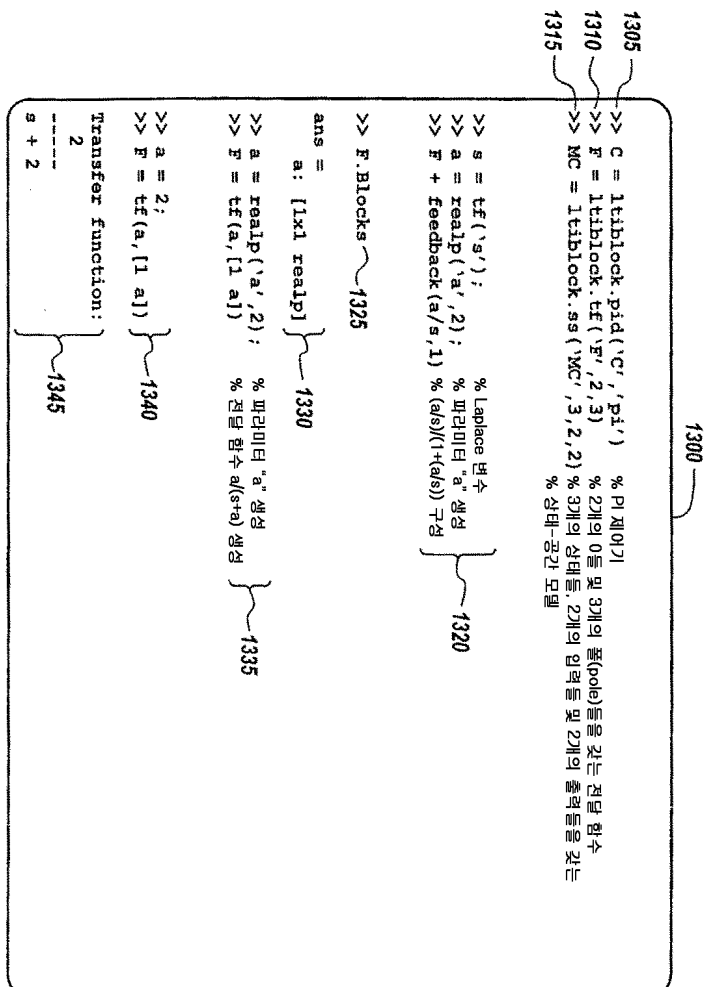 1300
1305 >> C = ltiblock.pid('C','pi') % PI 제어기
1310 >> F = ltiblock.tf('F',2,3) % 2개의 0들 및 3개의 폴(pole)들을 갖는 전달 함수
1315 >> MC = ltiblock.ss('MC',3,2,2) % 3개의 상태들, 2개의 입력들 및 2개의 출력들을 갖는
% 상태-공간 모델
>> s = tf('s'); % Laplace 변수
>> a = realp('a',2); % 파라미터 "a" 생성
>> F + feedback(a/s,1) % (a/s)/(1+(a/s)) 구성
1320
>> F.Blocks 1325
ans =
a: [1x1 realp]
1330
>> a = realp('a',2); % 파라미터 "a" 생성
>> F = tf(a,[1 a]) % 전달 함수 a/(s+a) 생성
1335
>> a = 2;
>> F = tf(a,[1 a])
1340
Transfer function:
2
-----
s + 2
1345